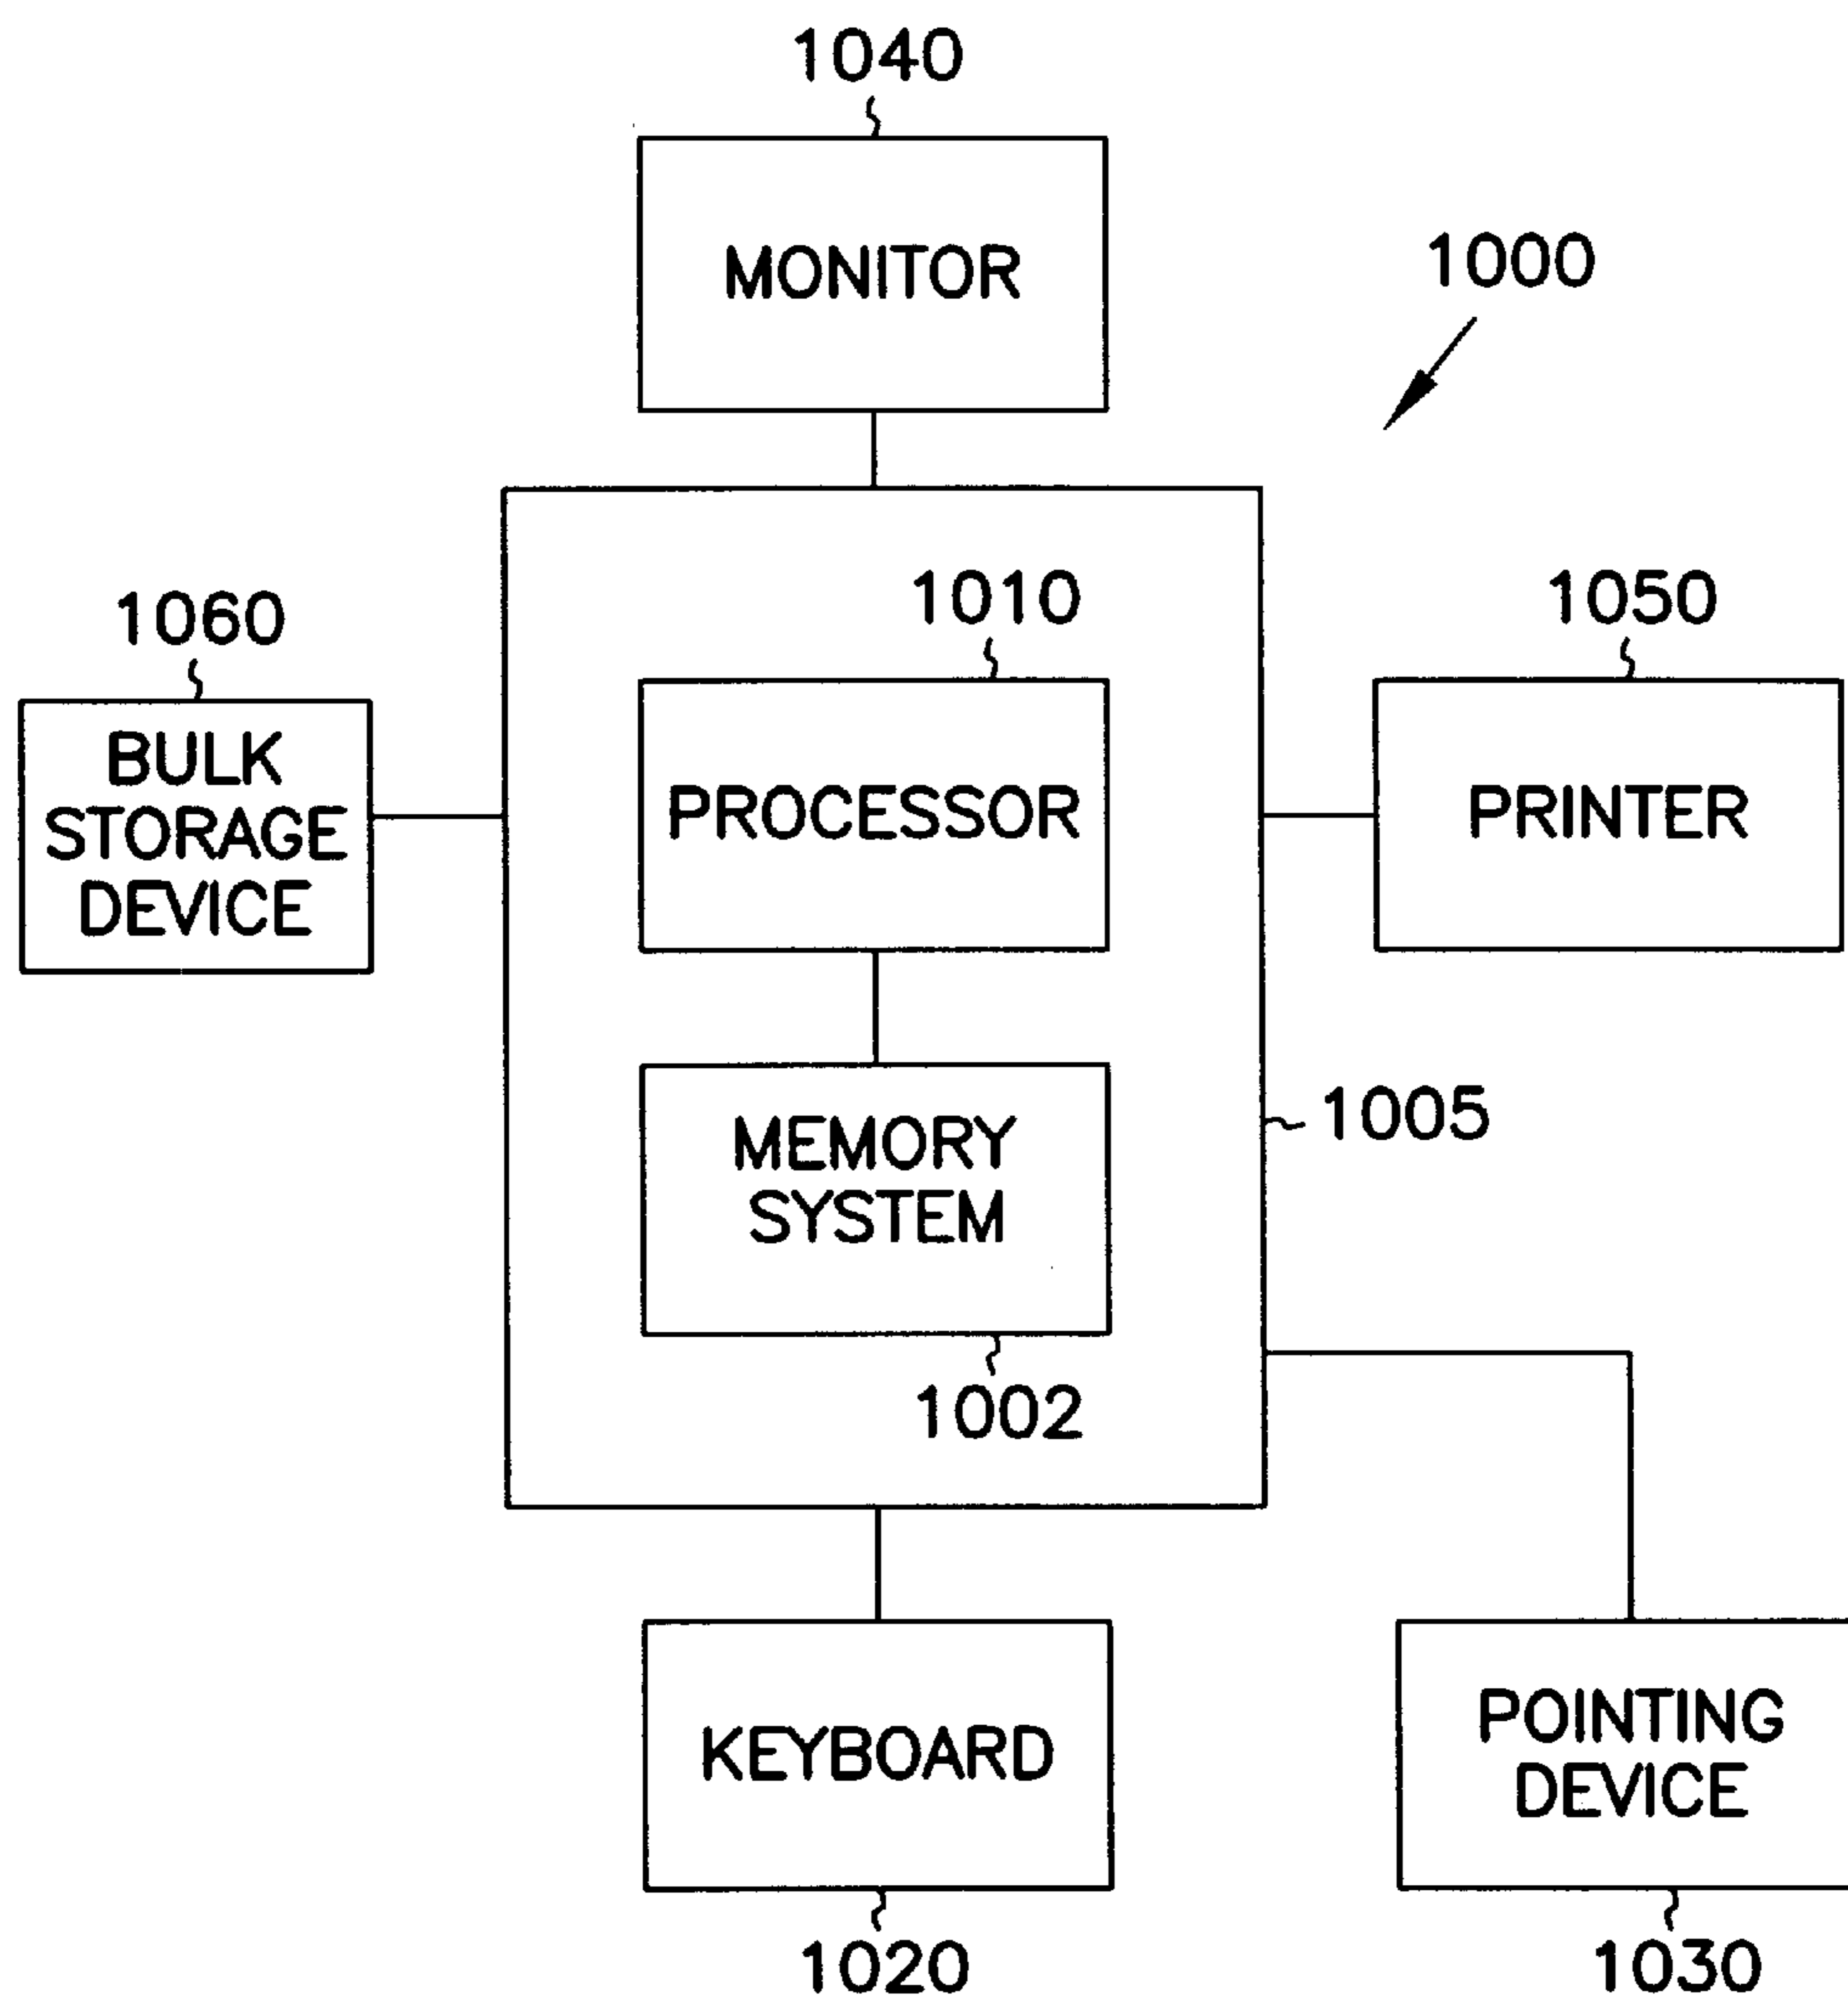 1040
MONITOR
1000
1060
BULK
STORAGE
DEVICE
1010
PROCESSOR
1050
PRINTER
MEMORY
SYSTEM
1005
1002
KEYBOARD
1020
POINTING
DEVICE
1030